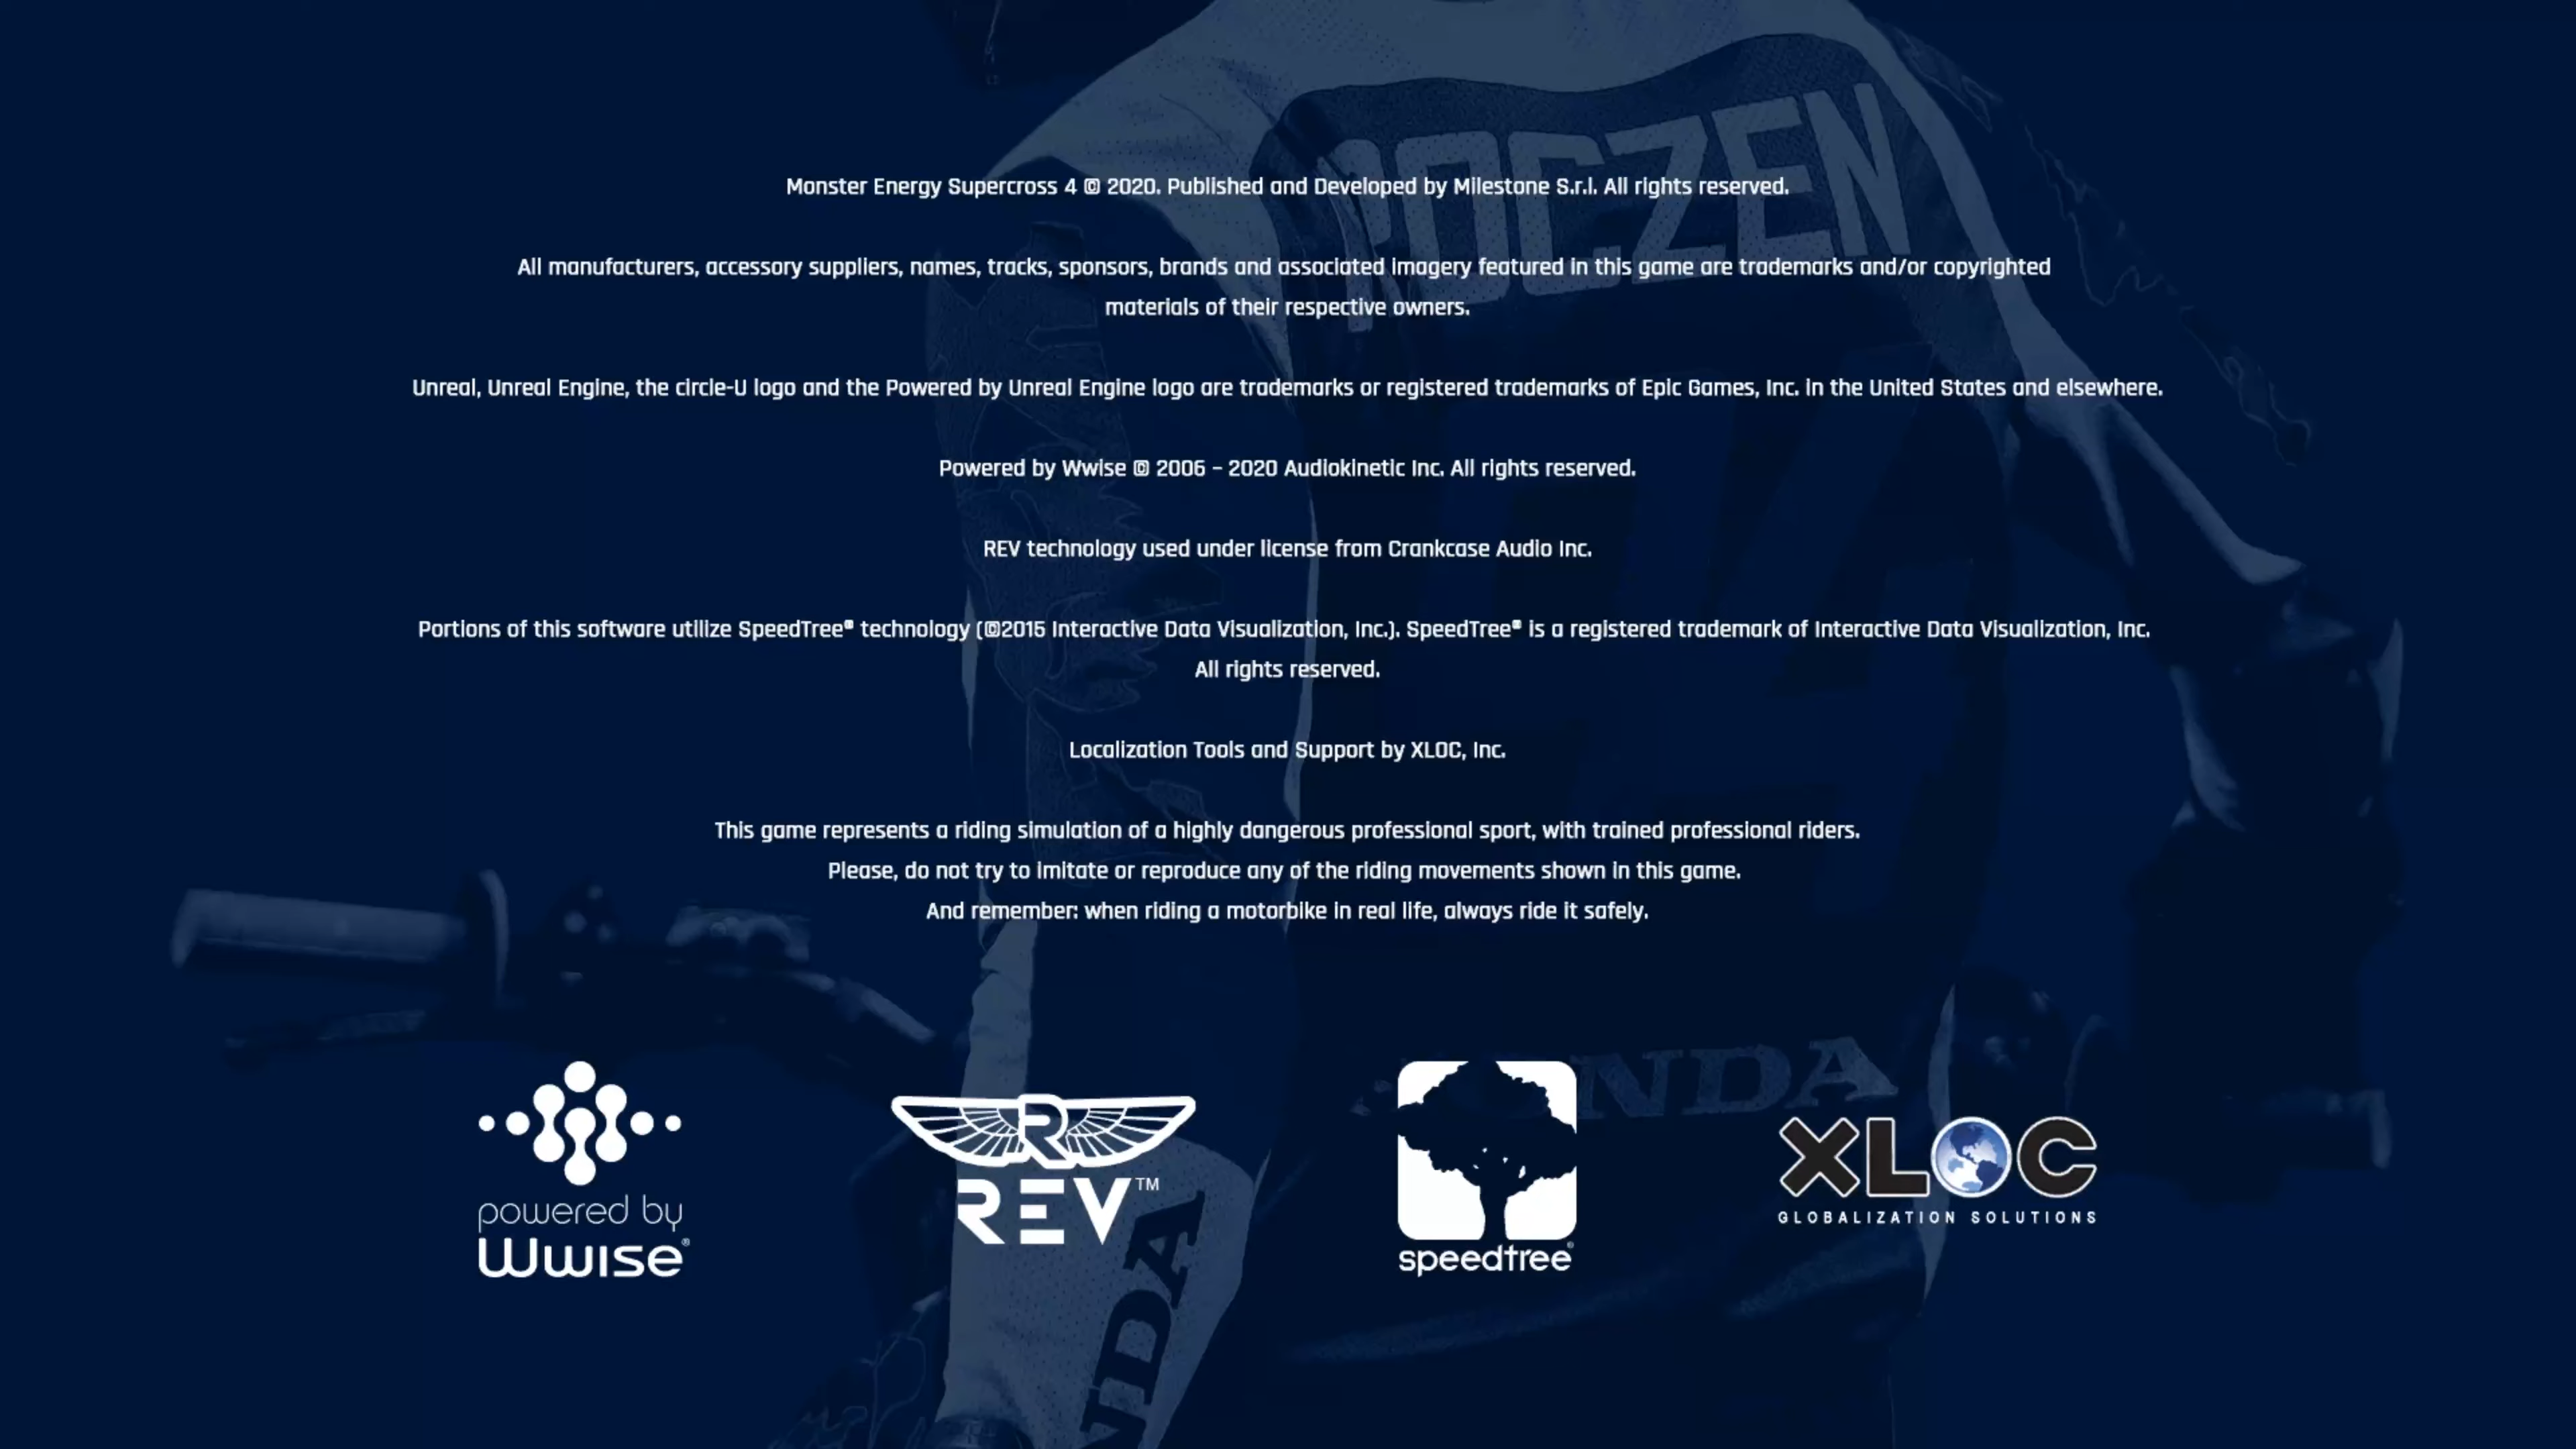 ROCZEN
Monster Energy Supercross 4 © 2020. Published and Developed by Milestone S.r.l. All rights reserved.
All manufacturers, accessory suppliers, names, tracks, sponsors, brands and associated imagery featured in this game are trademarks and/or copyrighted
materials of their respective owners.
Unreal, Unreal Engine, the circle-U logo and the Powered by Unreal Engine logo are trademarks or registered trademarks of Epic Games, Inc. in the United States and elsewhere.
Powered by Wwise © 2006 – 2020 Audiokinetic Inc. All rights reserved.
REV technology used under license from Crankcase Audio Inc.
Portions of this software utilize SpeedTree® technology (©2015 Interactive Data Visualization, Inc.). SpeedTree® is a registered trademark of Interactive Data Visualization, Inc.
All rights reserved.
Localization Tools and Support by XLOC, Inc.
This game represents a riding simulation of a highly dangerous professional sport, with trained professional riders.
Please, do not try to imitate or reproduce any of the riding movements shown in this game.
And remember: when riding a motorbike in real life, always ride it safely.
powered by
Wwise®
R
REV™
speedtree®
XLOC
GLOBALIZATION SOLUTIONS
NDA
NDA